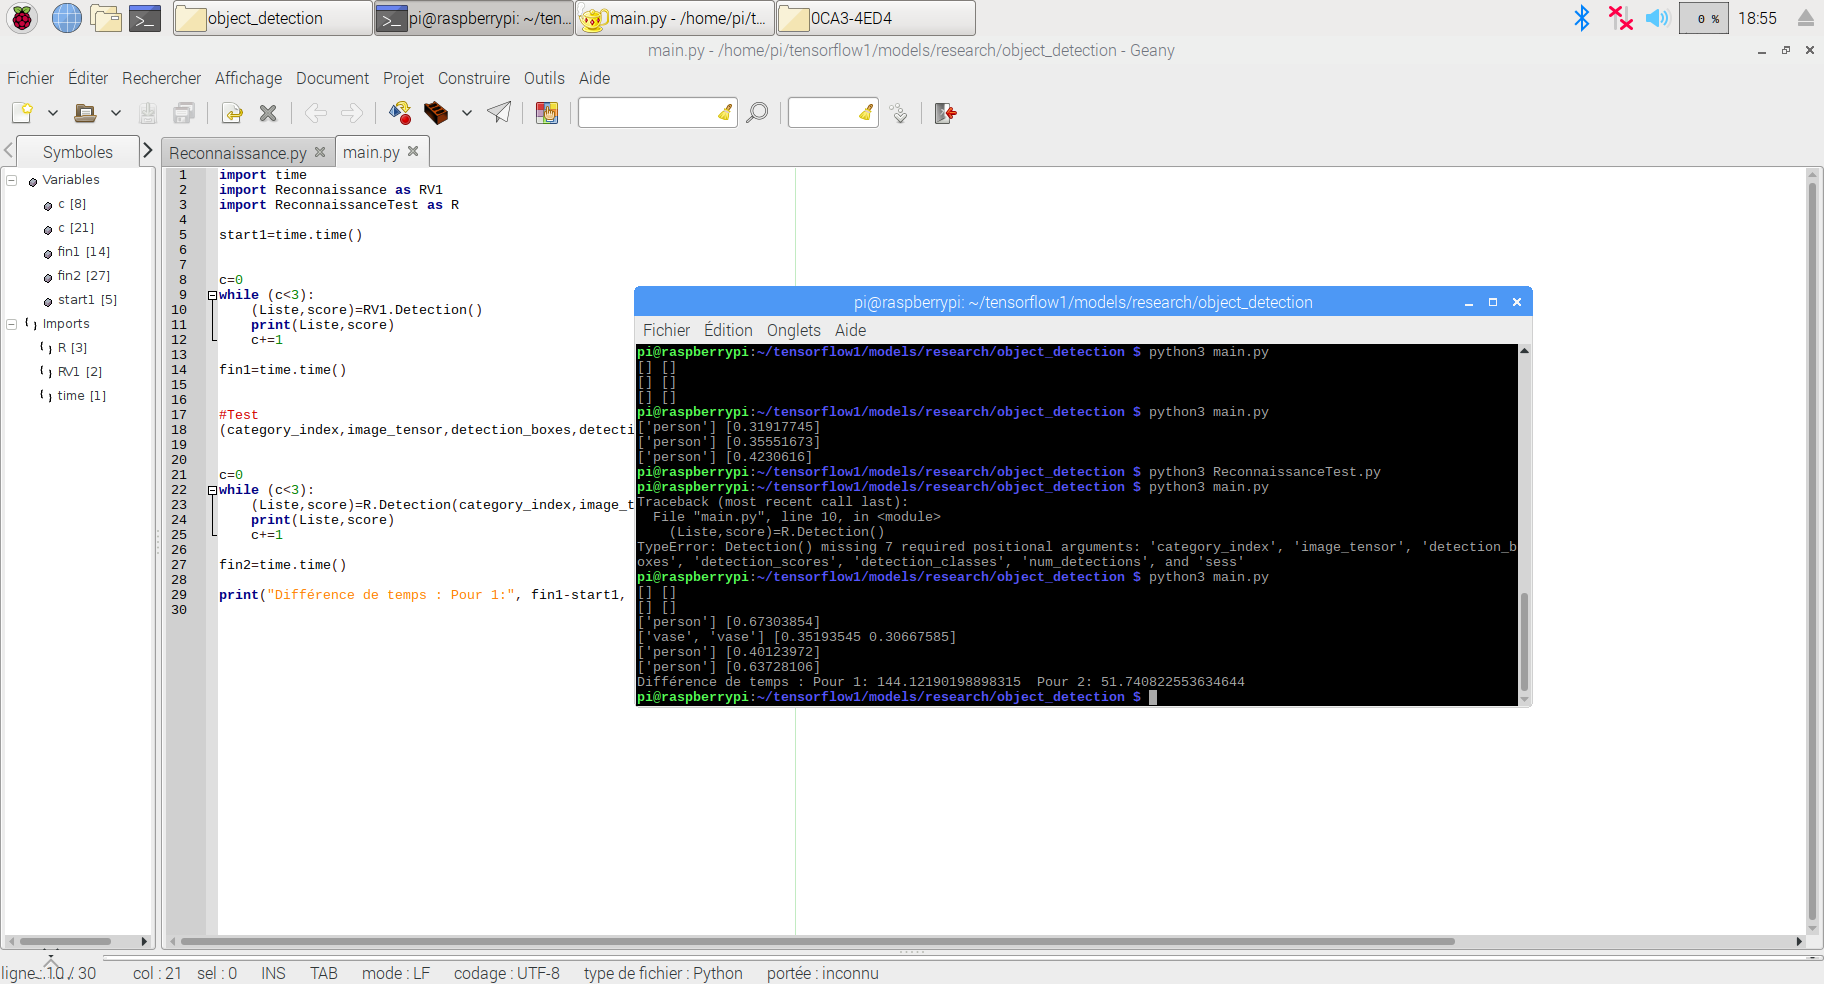 object_detection
pi@raspberrypi: ~/ten...
main.py - /home/pi/t...
0CA3-4ED4
0 %
18:55
main.py - /home/pi/tensorflow1/models/research/object_detection - Geany
Fichier Éditer Rechercher Affichage Document Projet Construire Outils Aide
Symboles
Reconnaissance.py
main.py
Variables
c [8]
c [21]
fin1 [14]
fin2 [27]
start1 [5]
Imports
R [3]
RV1 [2]
time [1]
1 import time
2 import Reconnaissance as RV1
3 import ReconnaissanceTest as R
4
5 start1=time.time()
6
7
8 c=0
9 while (c<3):
10 (Liste,score)=RV1.Detection()
11 print(Liste,score)
12 c+=1
13
14 fin1=time.time()
15
16
17 #Test
18 (category_index,image_tensor,detection_boxes,detecti
19
20
21 c=0
22 while (c<3):
23 (Liste,score)=R.Detection(category_index,image_t
24 print(Liste,score)
25 c+=1
26
27 fin2=time.time()
28
29 print("Différence de temps : Pour 1:", fin1-start1,
30
pi@raspberrypi: ~/tensorflow1/models/research/object_detection
Fichier Édition Onglets Aide
pi@raspberrypi:~/tensorflow1/models/research/object_detection $ python3 main.py
[] []
[] []
[] []
pi@raspberrypi:~/tensorflow1/models/research/object_detection $ python3 main.py
['person'] [0.31917745]
['person'] [0.35551673]
['person'] [0.4230616]
pi@raspberrypi:~/tensorflow1/models/research/object_detection $ python3 ReconnaissanceTest.py
pi@raspberrypi:~/tensorflow1/models/research/object_detection $ python3 main.py
Traceback (most recent call last):
File "main.py", line 10, in <module>
(Liste,score)=R.Detection()
TypeError: Detection() missing 7 required positional arguments: 'category_index', 'image_tensor', 'detection_b
oxes', 'detection_scores', 'detection_classes', 'num_detections', and 'sess'
pi@raspberrypi:~/tensorflow1/models/research/object_detection $ python3 main.py
[] []
[] []
['person'] [0.67303854]
['vase', 'vase'] [0.35193545 0.30667585]
['person'] [0.40123972]
['person'] [0.63728106]
Différence de temps : Pour 1: 144.12190198898315  Pour 2: 51.740822553634644
pi@raspberrypi:~/tensorflow1/models/research/object_detection $
ligne : 10 / 30 col : 21 sel : 0 INS TAB mode : LF codage : UTF-8 type de fichier : Python portée : inconnu